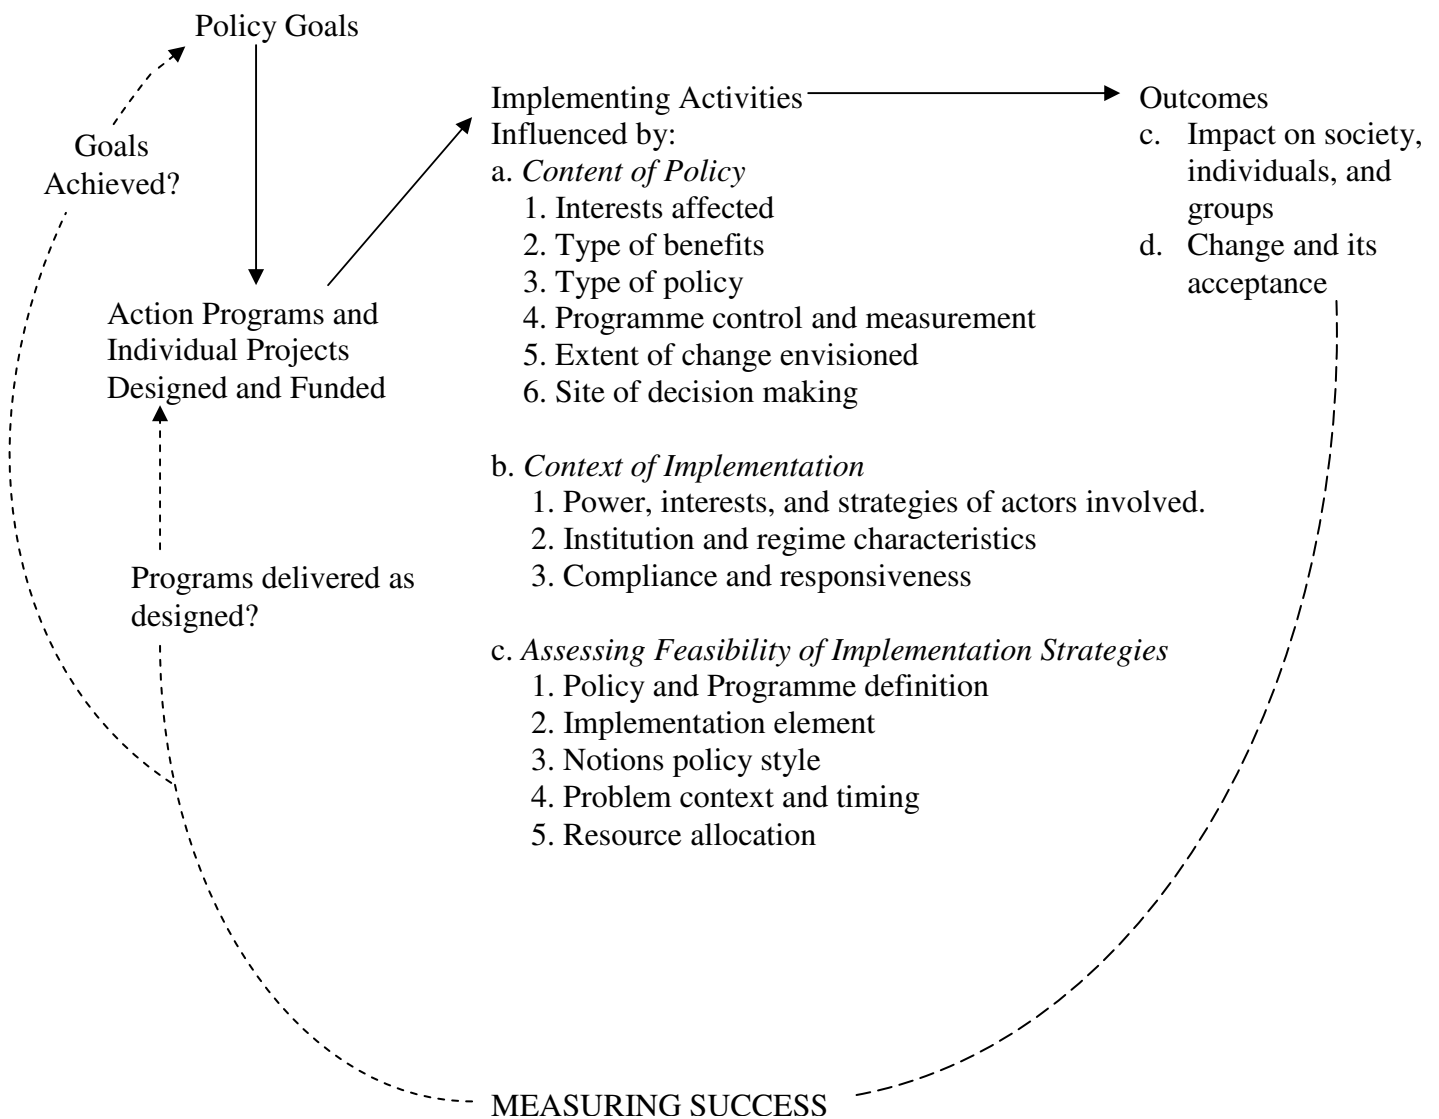 Policy Goals
Goals
Achieved?
Action Programs and
Individual Projects
Designed and Funded
Programs delivered as
designed?
Implementing Activities
Influenced by:
a. Content of Policy
1. Interests affected
2. Type of benefits
3. Type of policy
4. Programme control and measurement
5. Extent of change envisioned
6. Site of decision making
b. Context of Implementation
1. Power, interests, and strategies of actors involved.
2. Institution and regime characteristics
3. Compliance and responsiveness
c. Assessing Feasibility of Implementation Strategies
1. Policy and Programme definition
2. Implementation element
3. Notions policy style
4. Problem context and timing
5. Resource allocation
Outcomes
c. Impact on society,
individuals, and
groups
d. Change and its
acceptance
MEASURING SUCCESS